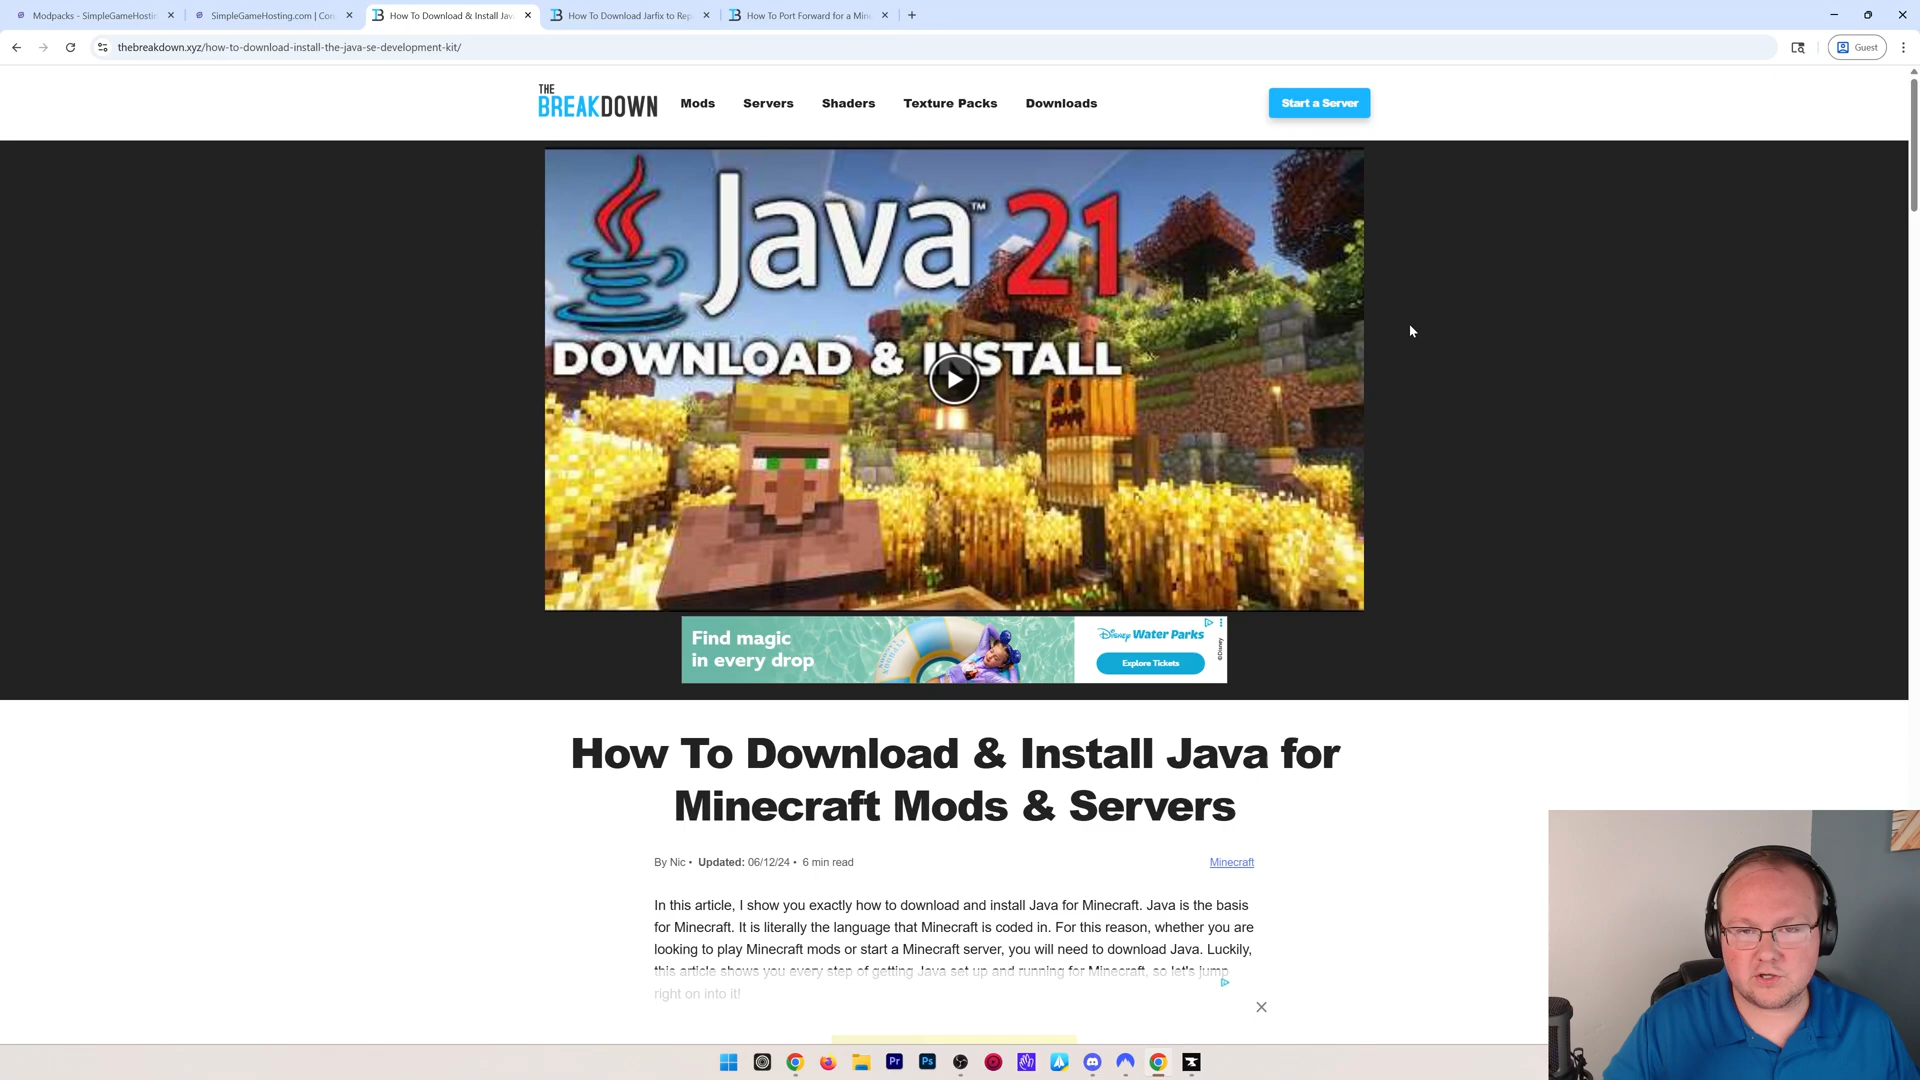 Modpacks - SimpleGameHostin
SimpleGameHosting.com | Con
How To Download & Install Jav
How To Download Jarfix to Rep
How To Port Forward for a Mine
thebreakdown.xyz/how-to-download-install-the-java-se-development-kit/
Guest
THE
BREAKDOWN
Mods
Servers
Shaders
Texture Packs
Downloads
Start a Server
Java™ 21
DOWNLOAD & INSTALL
Find magic
in every drop
Disney Water Parks
Explore Tickets
©Disney
How To Download & Install Java for
Minecraft Mods & Servers
By Nic • Updated: 06/12/24 • 6 min read
Minecraft
In this article, I show you exactly how to download and install Java for Minecraft. Java is the basis
for Minecraft. It is literally the language that Minecraft is coded in. For this reason, whether you are
looking to play Minecraft mods or start a Minecraft server, you will need to download Java. Luckily,
this article shows you every step of getting Java set up and running for Minecraft, so let's jump
right on into it!
Pr
Ps